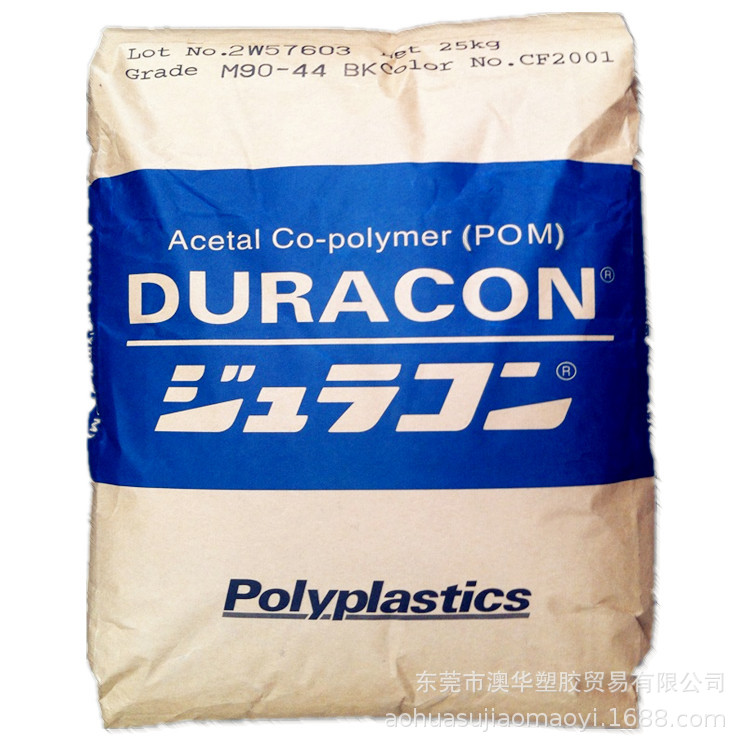 Lot No.2W57603 Net 25kg
Grade M90-44 BK Color No.CF2001
Acetal Co-polymer (POM)
DURACON®
ジュラコン®
Polyplastics
东莞市澳华塑胶贸易有限公司
aohuasujiaomaoyi.1688.com